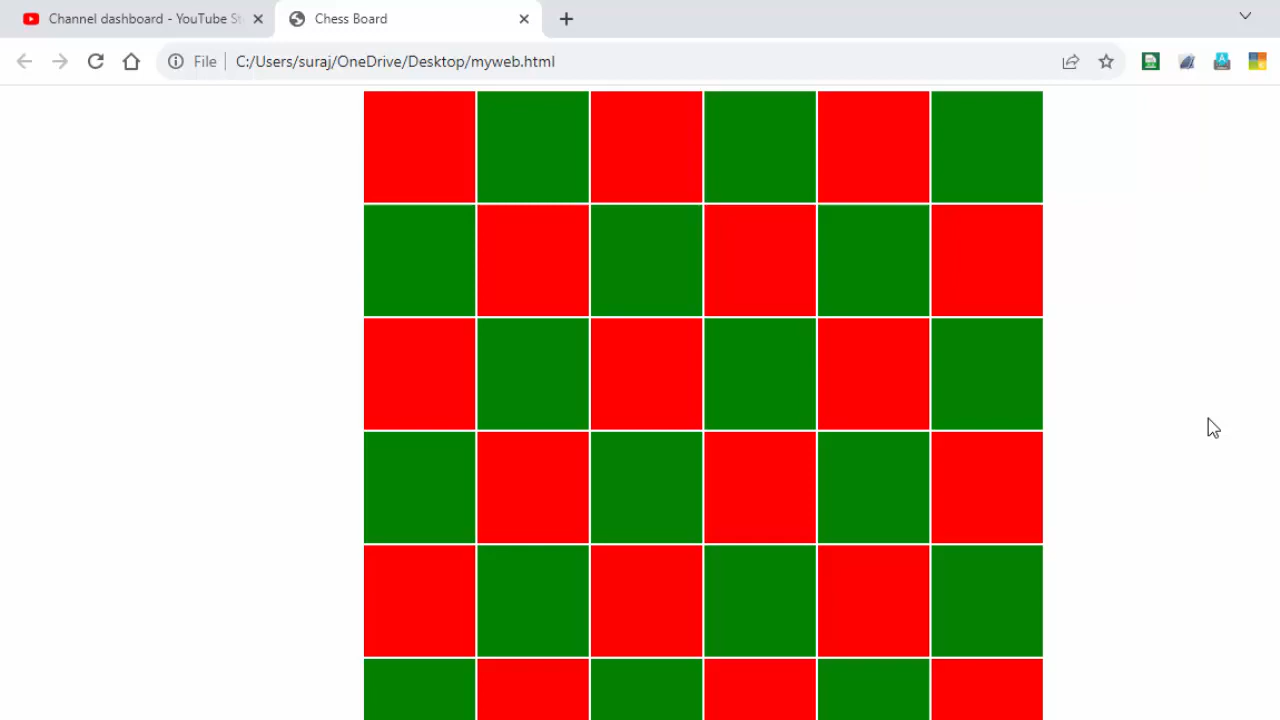 Channel dashboard - YouTube St
Chess Board
File
C:/Users/suraj/OneDrive/Desktop/myweb.html